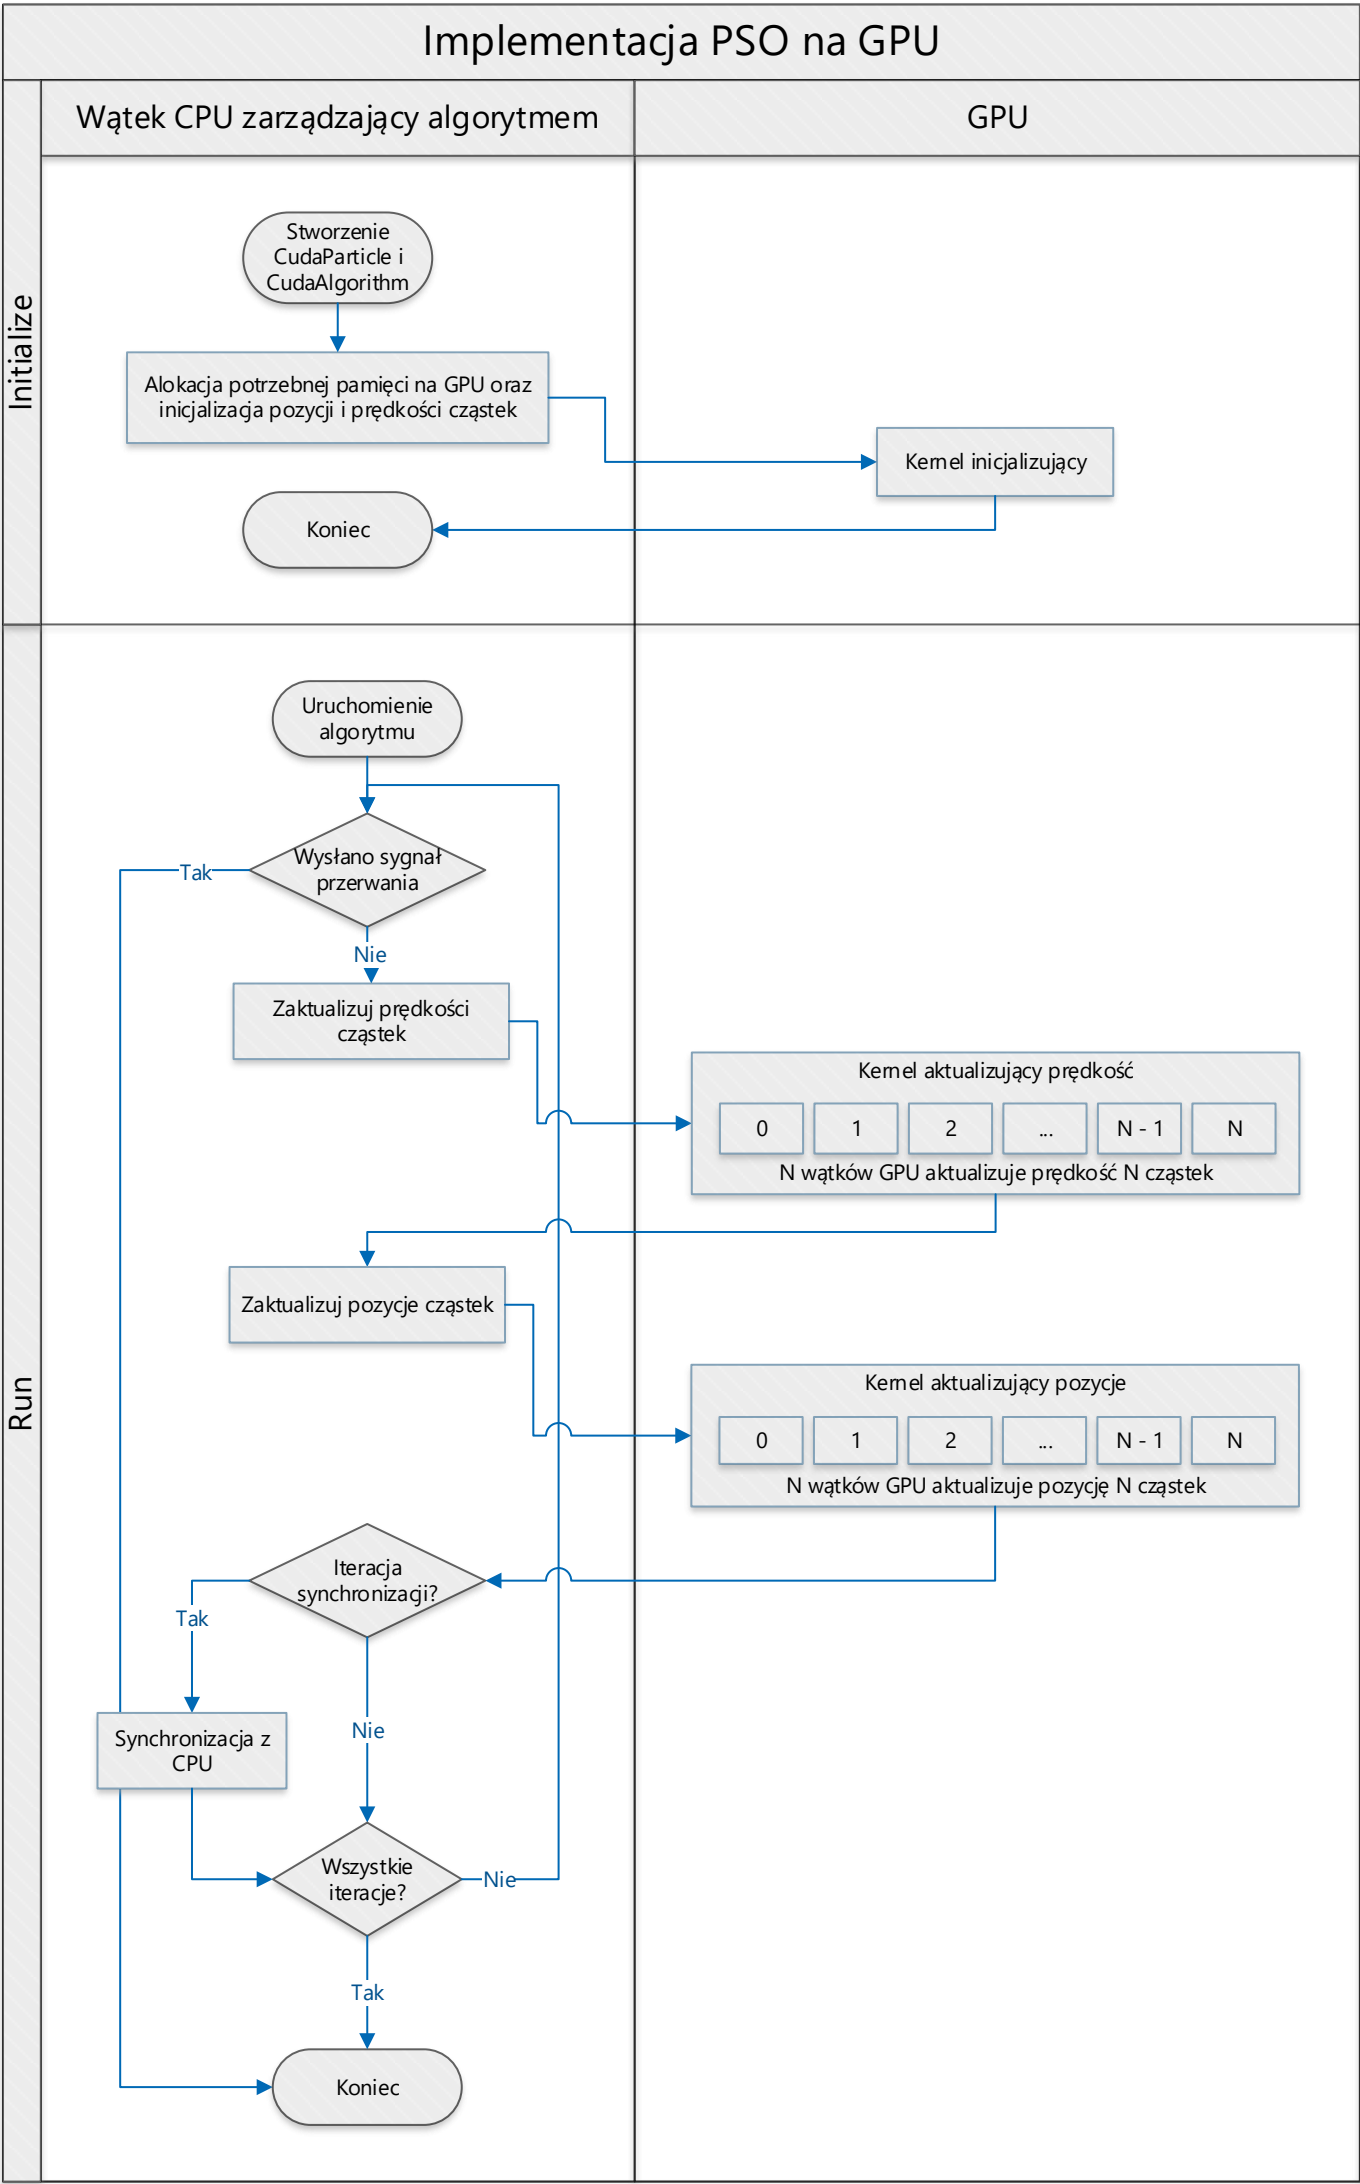 Implementacja PSO na GPU
Wątek CPU zarządzający algorytmem
GPU
Initialize
Stworzenie
CudaParticle i
CudaAlgorithm
Alokacja potrzebnej pamięci na GPU oraz
inicjalizacja pozycji i prędkości cząstek
Kernel inicjalizujący
Koniec
Run
Uruchomienie
algorytmu
Wysłano sygnał
przerwania
Tak
Nie
Zaktualizuj prędkości
cząstek
Kernel aktualizujący prędkość
0 1 2 ... N - 1 N
N wątków GPU aktualizuje prędkość N cząstek
Zaktualizuj pozycje cząstek
Kernel aktualizujący pozycje
0 1 2 ... N - 1 N
N wątków GPU aktualizuje pozycję N cząstek
Iteracja
synchronizacji?
Tak
Nie
Synchronizacja z
CPU
Wszystkie
iteracje?
Nie
Tak
Koniec